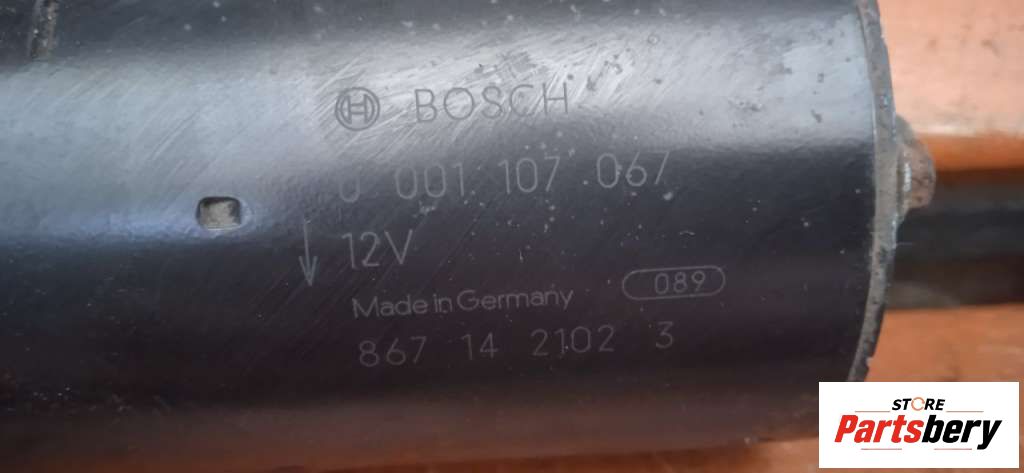 BOSCH
0 001 107 067
12V
Made in Germany 089
867 14 2102 3
STORE
Partsbery